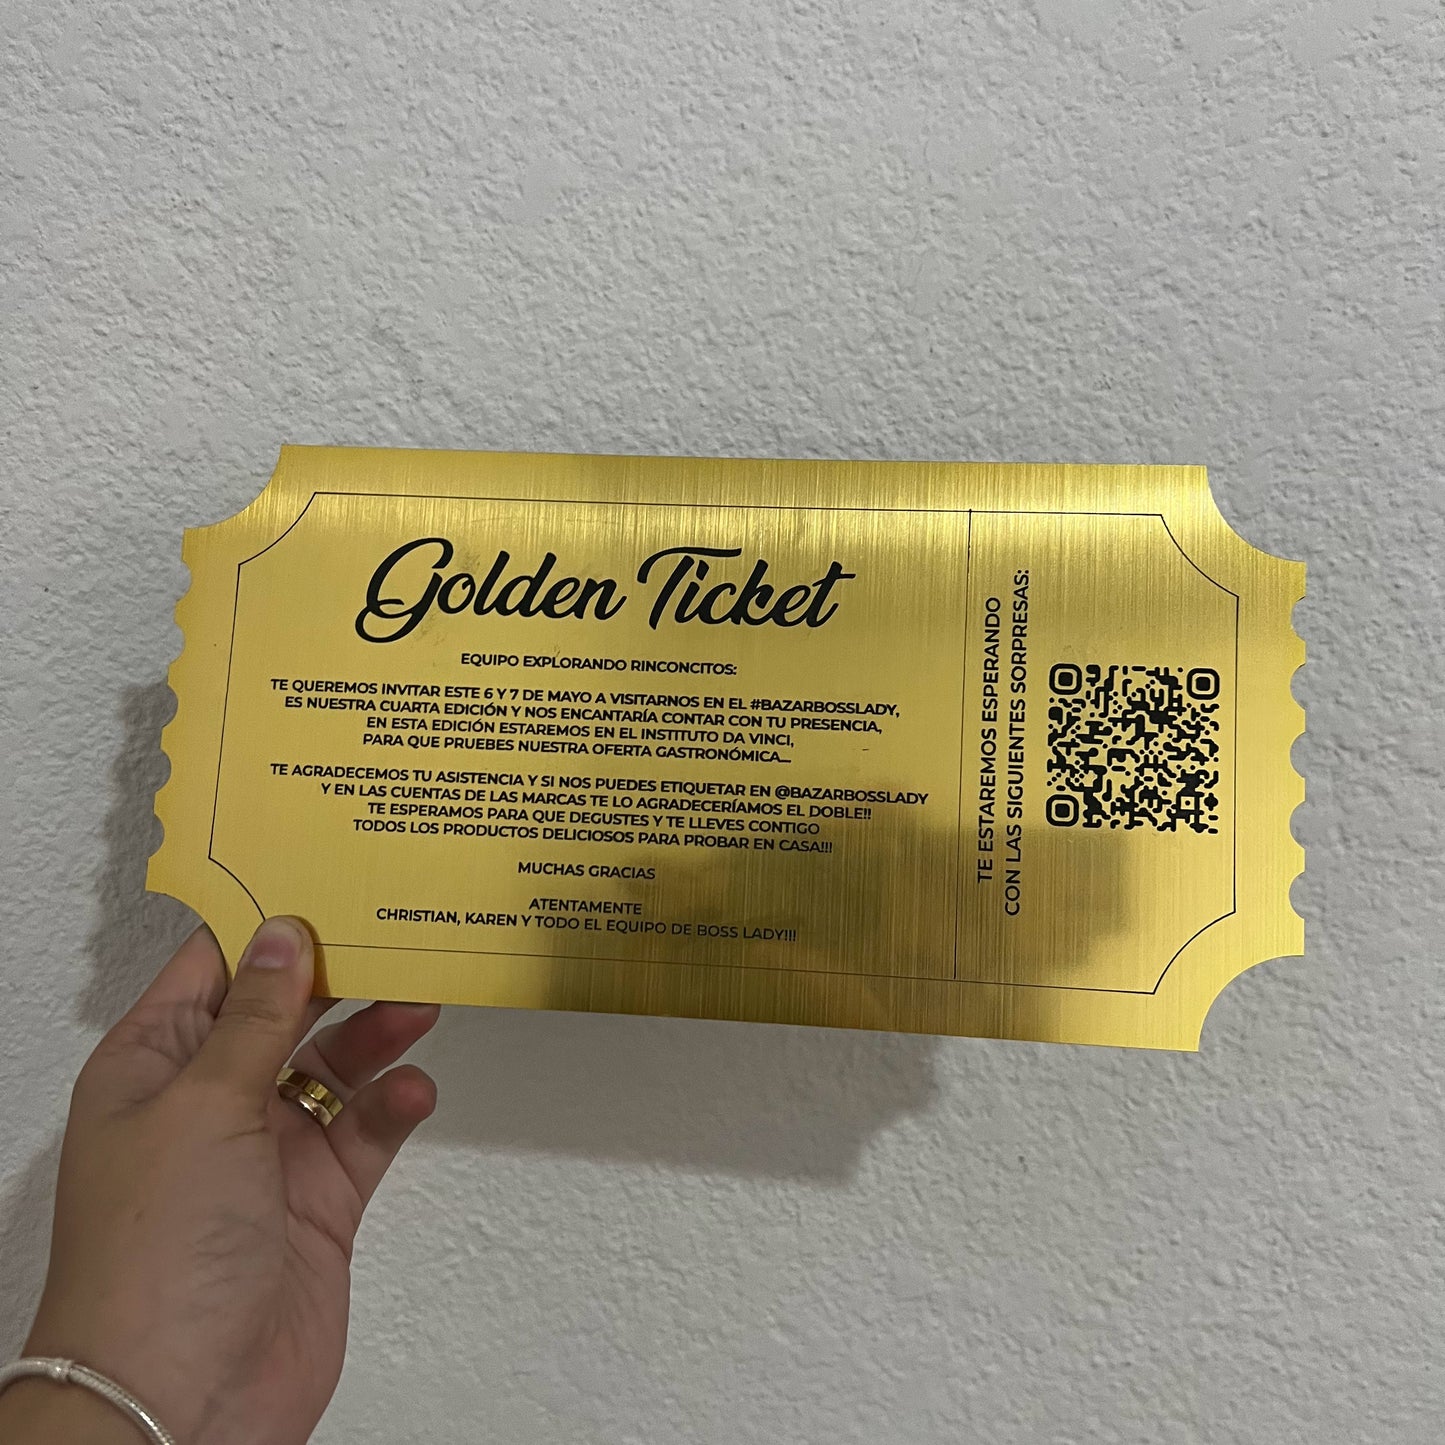 Golden Ticket
EQUIPO EXPLORANDO RINCONCITOS:
TE QUEREMOS INVITAR ESTE 6 Y 7 DE MAYO A VISITARNOS EN EL #BAZARBOSSLADY,
ES NUESTRA CUARTA EDICIÓN Y NOS ENCANTARÍA CONTAR CON TU PRESENCIA,
EN ESTA EDICIÓN ESTAREMOS EN EL INSTITUTO DA VINCI,
PARA QUE PRUEBES NUESTRA OFERTA GASTRONÓMICA...
TE AGRADECEMOS TU ASISTENCIA Y SI NOS PUEDES ETIQUETAR EN @BAZARBOSSLADY
Y EN LAS CUENTAS DE LAS MARCAS TE LO AGRADECERÍAMOS EL DOBLE!!
TE ESPERAMOS PARA QUE DEGUSTES Y TE LLEVES CONTIGO
TODOS LOS PRODUCTOS DELICIOSOS PARA PROBAR EN CASA!!!
MUCHAS GRACIAS
ATENTAMENTE
CHRISTIAN, KAREN Y TODO EL EQUIPO DE BOSS LADY!!!
TE ESTAREMOS ESPERANDO
CON LAS SIGUIENTES SORPRESAS: